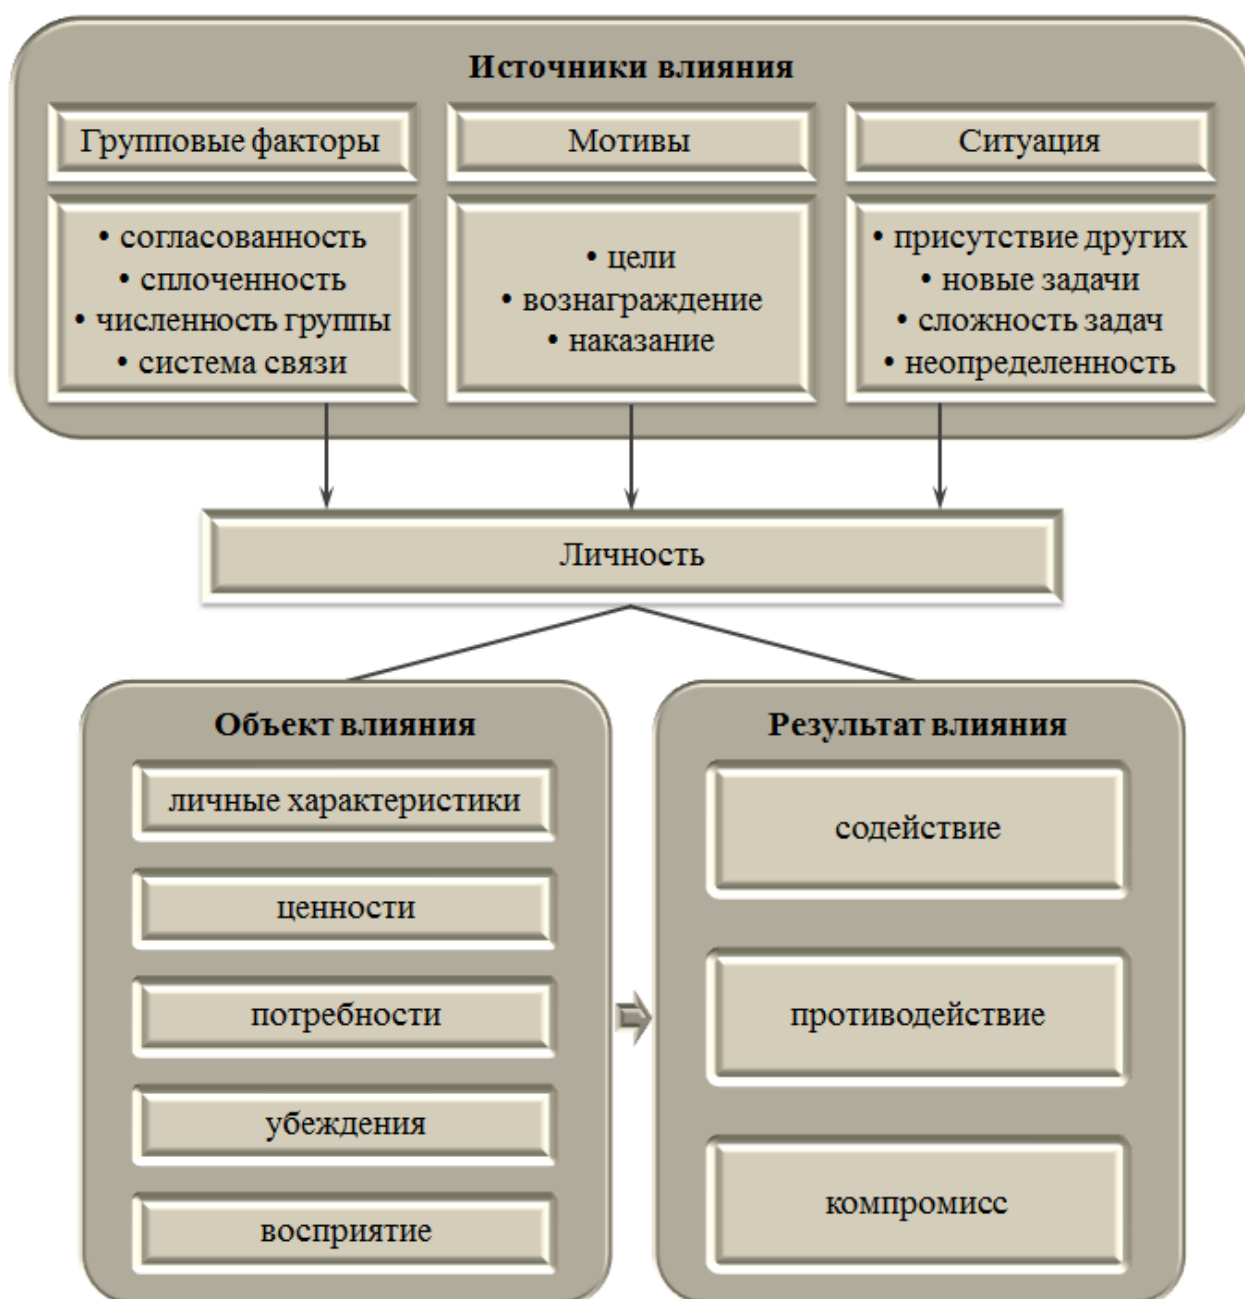 Источники влияния
Групповые факторы
• согласованность
• сплоченность
• численность группы
• система связи
Мотивы
• цели
• вознаграждение
• наказание
Ситуация
• присутствие других
• новые задачи
• сложность задач
• неопределенность
Личность
Объект влияния
личные характеристики
ценности
потребности
убеждения
восприятие
Результат влияния
содействие
противодействие
компромисс